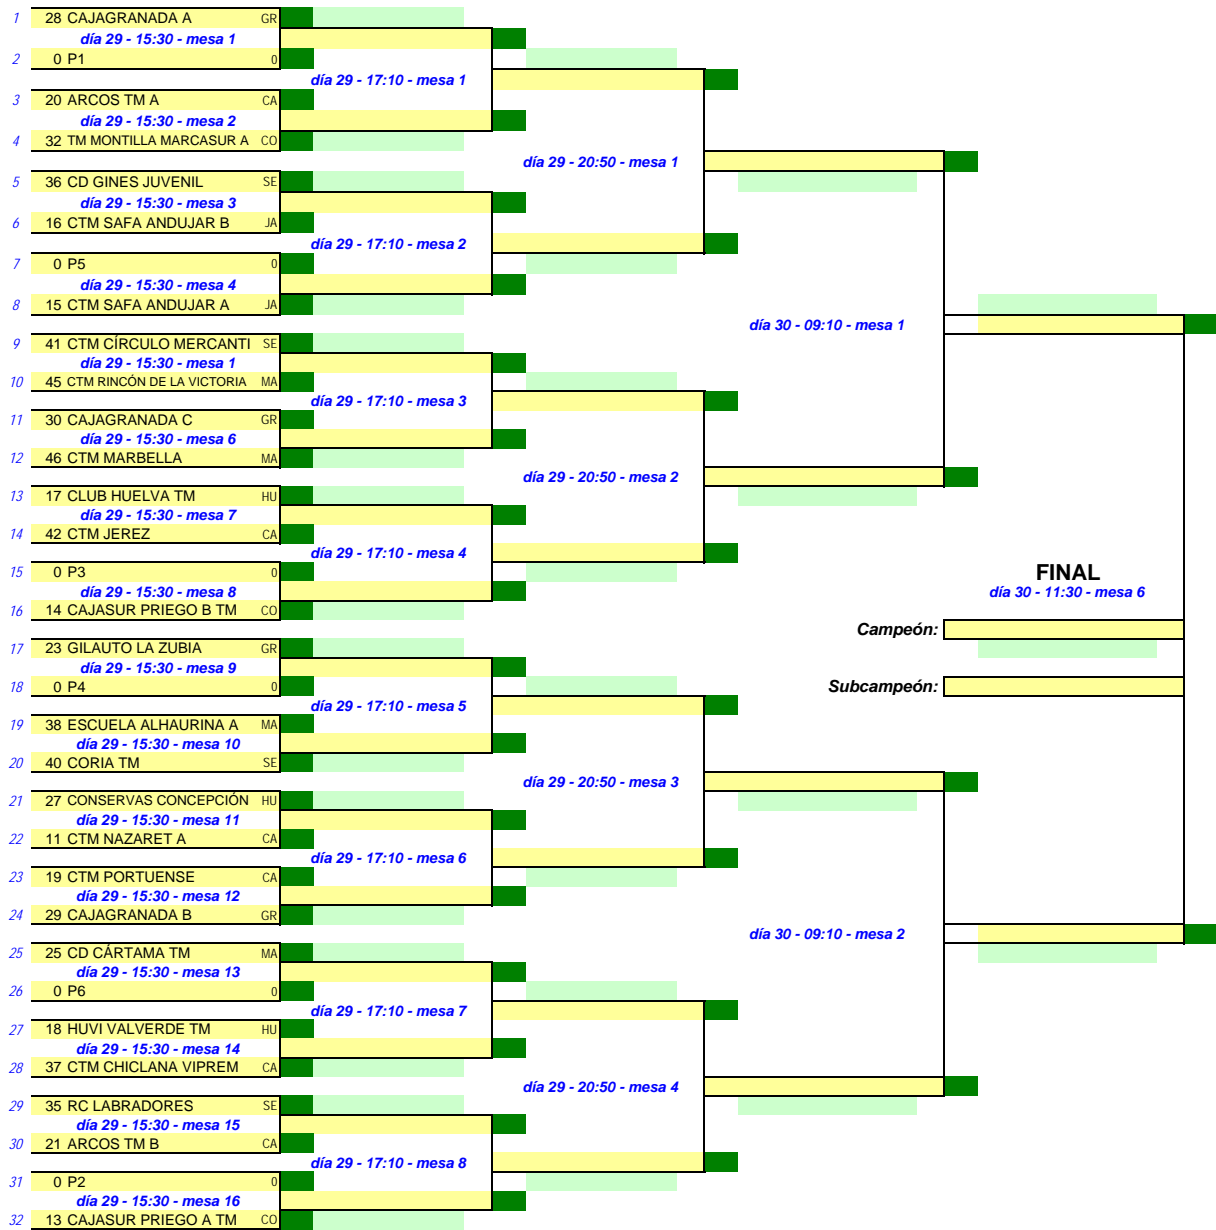 1 28 CAJAGRANADA A GR
día 29 - 15:30 - mesa 1
2 0 P1 0
día 29 - 17:10 - mesa 1
3 20 ARCOS TM A CA
día 29 - 15:30 - mesa 2
4 32 TM MONTILLA MARCASUR A CO
día 29 - 20:50 - mesa 1
5 36 CD GINES JUVENIL SE
día 29 - 15:30 - mesa 3
6 16 CTM SAFA ANDUJAR B JA
día 29 - 17:10 - mesa 2
7 0 P5 0
día 29 - 15:30 - mesa 4
8 15 CTM SAFA ANDUJAR A JA
día 30 - 09:10 - mesa 1
9 41 CTM CÍRCULO MERCANTI SE
día 29 - 15:30 - mesa 1
10 45 CTM RINCÓN DE LA VICTORIA MA
día 29 - 17:10 - mesa 3
11 30 CAJAGRANADA C GR
día 29 - 15:30 - mesa 6
12 46 CTM MARBELLA MA
día 29 - 20:50 - mesa 2
13 17 CLUB HUELVA TM HU
día 29 - 15:30 - mesa 7
14 42 CTM JEREZ CA
día 29 - 17:10 - mesa 4
15 0 P3 0
FINAL
día 29 - 15:30 - mesa 8
día 30 - 11:30 - mesa 6
16 14 CAJASUR PRIEGO B TM CO
Campeón:
17 23 GILAUTO LA ZUBIA GR
día 29 - 15:30 - mesa 9
18 0 P4 0
Subcampeón:
día 29 - 17:10 - mesa 5
19 38 ESCUELA ALHAURINA A MA
día 29 - 15:30 - mesa 10
20 40 CORIA TM SE
día 29 - 20:50 - mesa 3
21 27 CONSERVAS CONCEPCIÓN HU
día 29 - 15:30 - mesa 11
22 11 CTM NAZARET A CA
día 29 - 17:10 - mesa 6
23 19 CTM PORTUENSE CA
día 29 - 15:30 - mesa 12
24 29 CAJAGRANADA B GR
día 30 - 09:10 - mesa 2
25 25 CD CÁRTAMA TM MA
día 29 - 15:30 - mesa 13
26 0 P6 0
día 29 - 17:10 - mesa 7
27 18 HUVI VALVERDE TM HU
día 29 - 15:30 - mesa 14
28 37 CTM CHICLANA VIPREM CA
día 29 - 20:50 - mesa 4
29 35 RC LABRADORES SE
día 29 - 15:30 - mesa 15
30 21 ARCOS TM B CA
día 29 - 17:10 - mesa 8
31 0 P2 0
día 29 - 15:30 - mesa 16
32 13 CAJASUR PRIEGO A TM CO